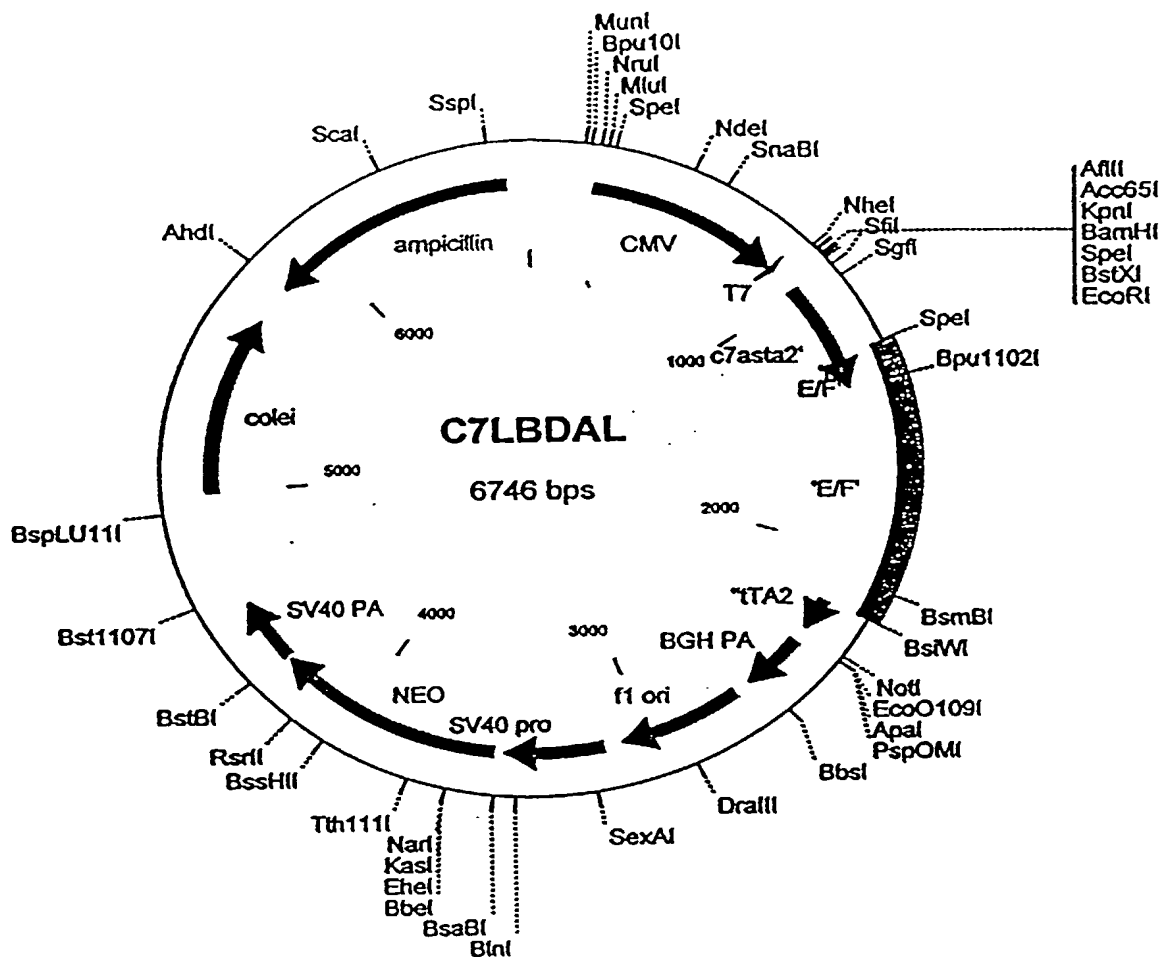 MunI
Bpu10I
NruI
MluI
SpeI
SspI
ScaI
AhdI
NdeI
SnaBI
NheI
SfiI
SgfI
AflII
Acc65I
KpnI
BamHI
SpeI
BstXI
EcoRI
ampicillin
CMV
T7
6000
1000
c7asta2'
E/F'
SpeI
Bpu1102I
colei
C7LBDAL
6746 bps
5000
'E/F'
2000
BspLU11I
SV40 PA
4000
3000
"tTA2
BGH PA
BsmBI
BsiWI
Bst1107I
NEO
SV40 pro
f1 ori
NotI
EcoO109I
ApaI
PspOMI
BbsI
BstBI
RsrII
BssHII
DraIII
Tth111I
NarI
KasI
EheI
BbeI
SexAI
BsaBI
BlnI